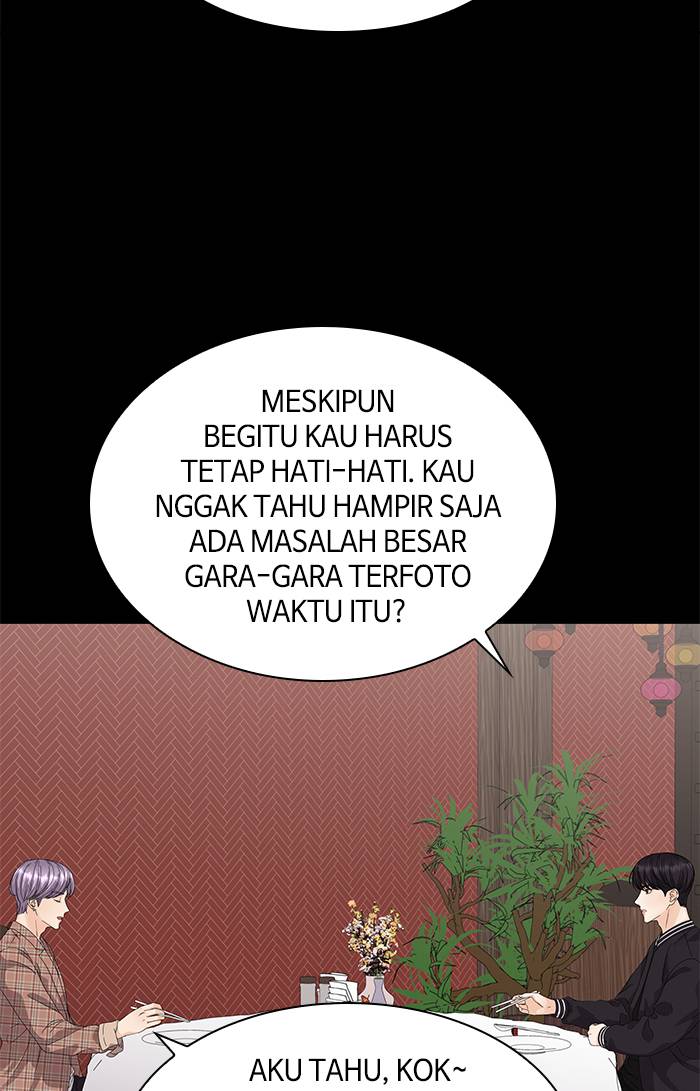 MESKIPUN
BEGITU KAU HARUS
TETAP HATI-HATI. KAU
NGGAK TAHU HAMPIR SAJA
ADA MASALAH BESAR
GARA-GARA TERFOTO
WAKTU ITU?
AKU TAHU, KOK~